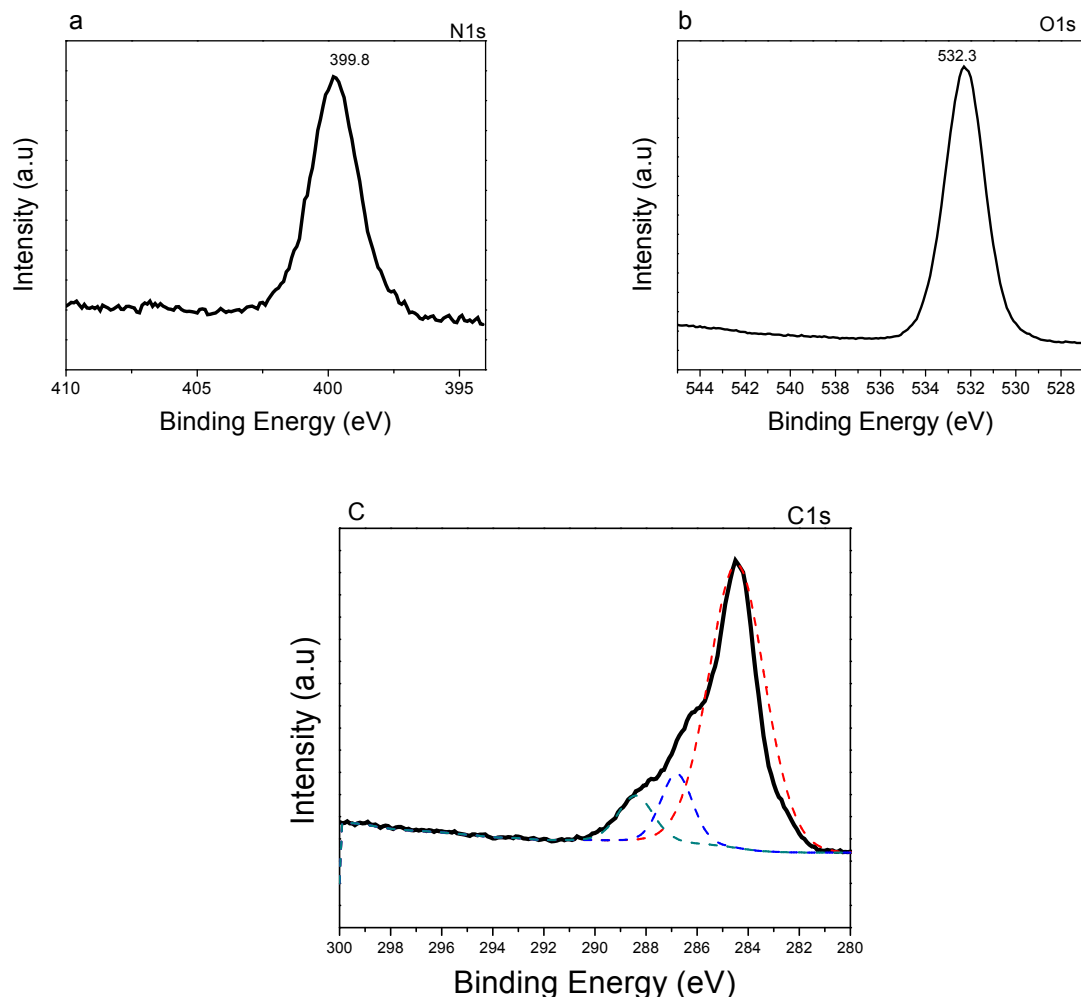 a
N1s
399.8
Intensity (a.u)
410 405 400 395
Binding Energy (eV)
b
O1s
532.3
Intensity (a.u)
544 542 540 538 536 534 532 530 528
Binding Energy (eV)
C
C1s
Intensity (a.u)
300 298 296 294 292 290 288 286 284 282 280
Binding Energy (eV)